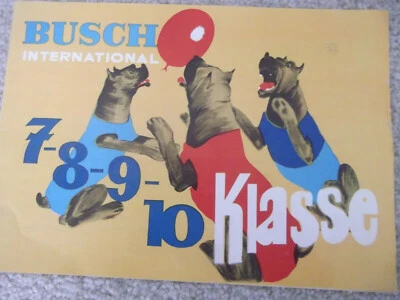 BUSCH
INTERNATIONAL
7-8-9-
10 Klasse